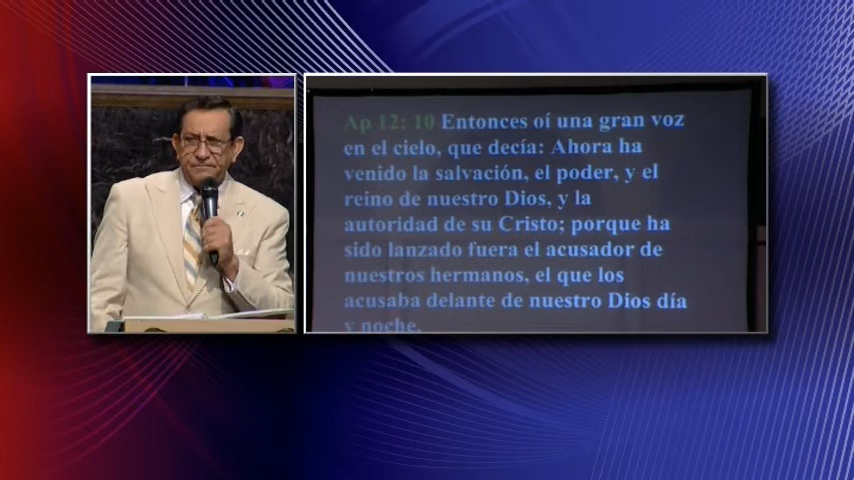 Ap 12: 10 Entonces oí una gran voz
en el cielo, que decía: Ahora ha
venido la salvación, el poder, y el
reino de nuestro Dios, y la
autoridad de su Cristo; porque ha
sido lanzado fuera el acusador de
nuestros hermanos, el que los
acusaba delante de nuestro Dios día
y noche.